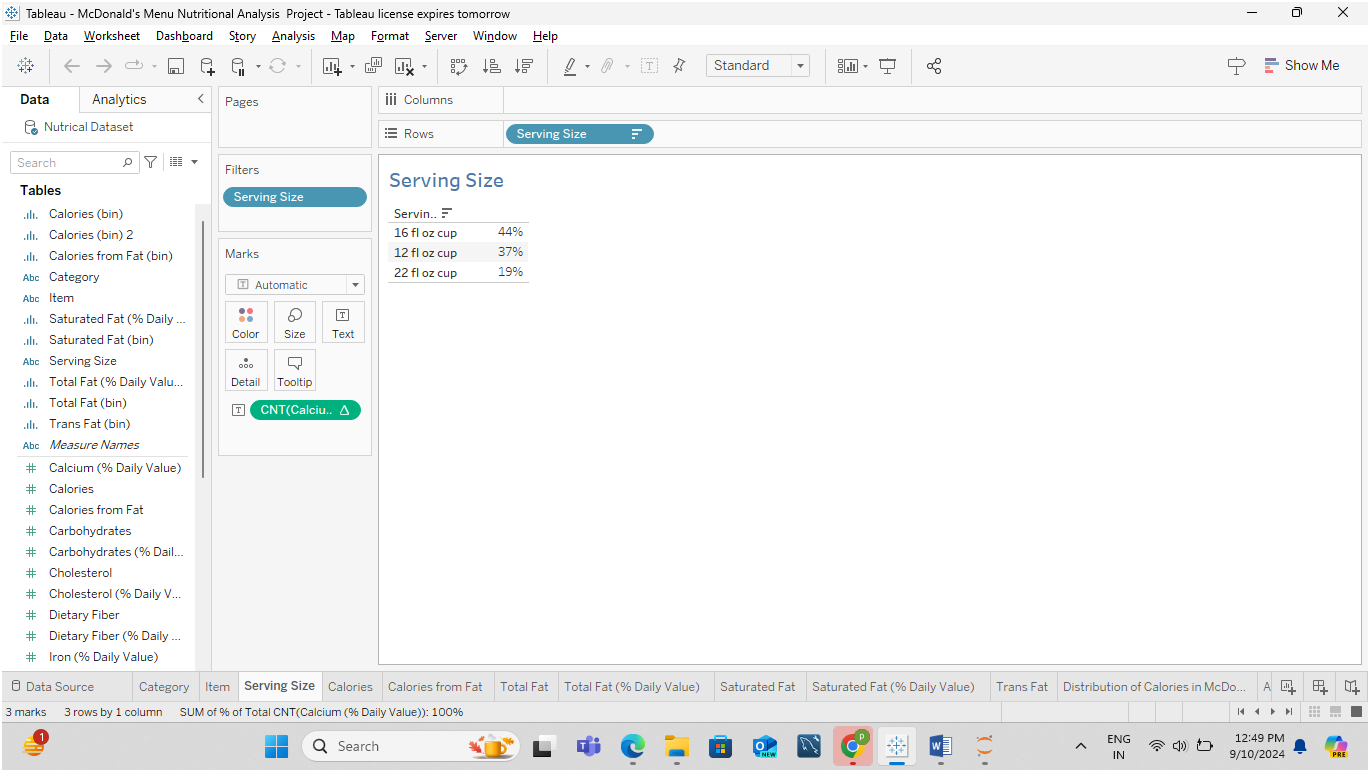 Tableau - McDonald's Menu Nutritional Analysis  Project - Tableau license expires tomorrow
File Data Worksheet Dashboard Story Analysis Map Format Server Window Help
Standard
Show Me
Data Analytics
Nutrical Dataset
Search
Tables
Calories (bin)
Calories (bin) 2
Calories from Fat (bin)
Abc Category
Abc Item
Saturated Fat (% Daily ...
Saturated Fat (bin)
Abc Serving Size
Total Fat (% Daily Valu...
Total Fat (bin)
Trans Fat (bin)
Abc Measure Names
# Calcium (% Daily Value)
# Calories
# Calories from Fat
# Carbohydrates
# Carbohydrates (% Dail...
# Cholesterol
# Cholesterol (% Daily V...
# Dietary Fiber
# Dietary Fiber (% Daily ...
# Iron (% Daily Value)
Pages
Filters
Serving Size
Marks
T Automatic
Color Size Text
Detail Tooltip
T CNT(Calciu.. Δ
Columns
Rows Serving Size
Serving Size
Servin..
16 fl oz cup 44%
12 fl oz cup 37%
22 fl oz cup 19%
Data Source Category Item Serving Size Calories Calories from Fat Total Fat Total Fat (% Daily Value) Saturated Fat Saturated Fat (% Daily Value) Trans Fat Distribution of Calories in McDo... A
3 marks 3 rows by 1 column SUM of % of Total CNT(Calcium (% Daily Value)): 100%
1 Search NEW P W ENG IN 12:49 PM 9/10/2024 PRE